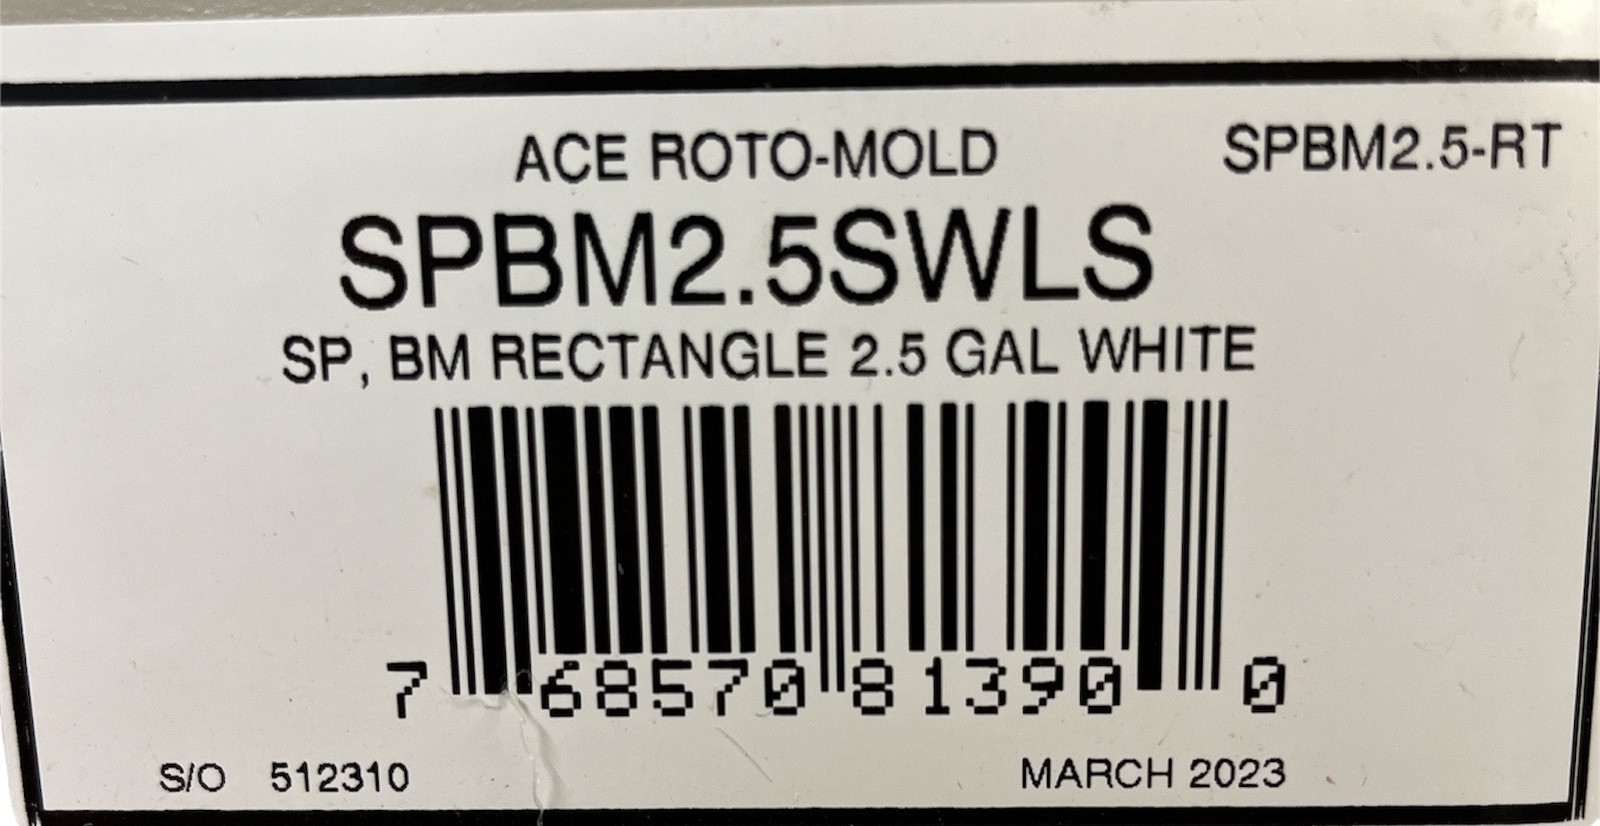 ACE ROTO-MOLD SPBM2.5-RT
SPBM2.5SWLS
SP, BM RECTANGLE 2.5 GAL WHITE
7 68570 81390 0
S/O 512310 MARCH 2023